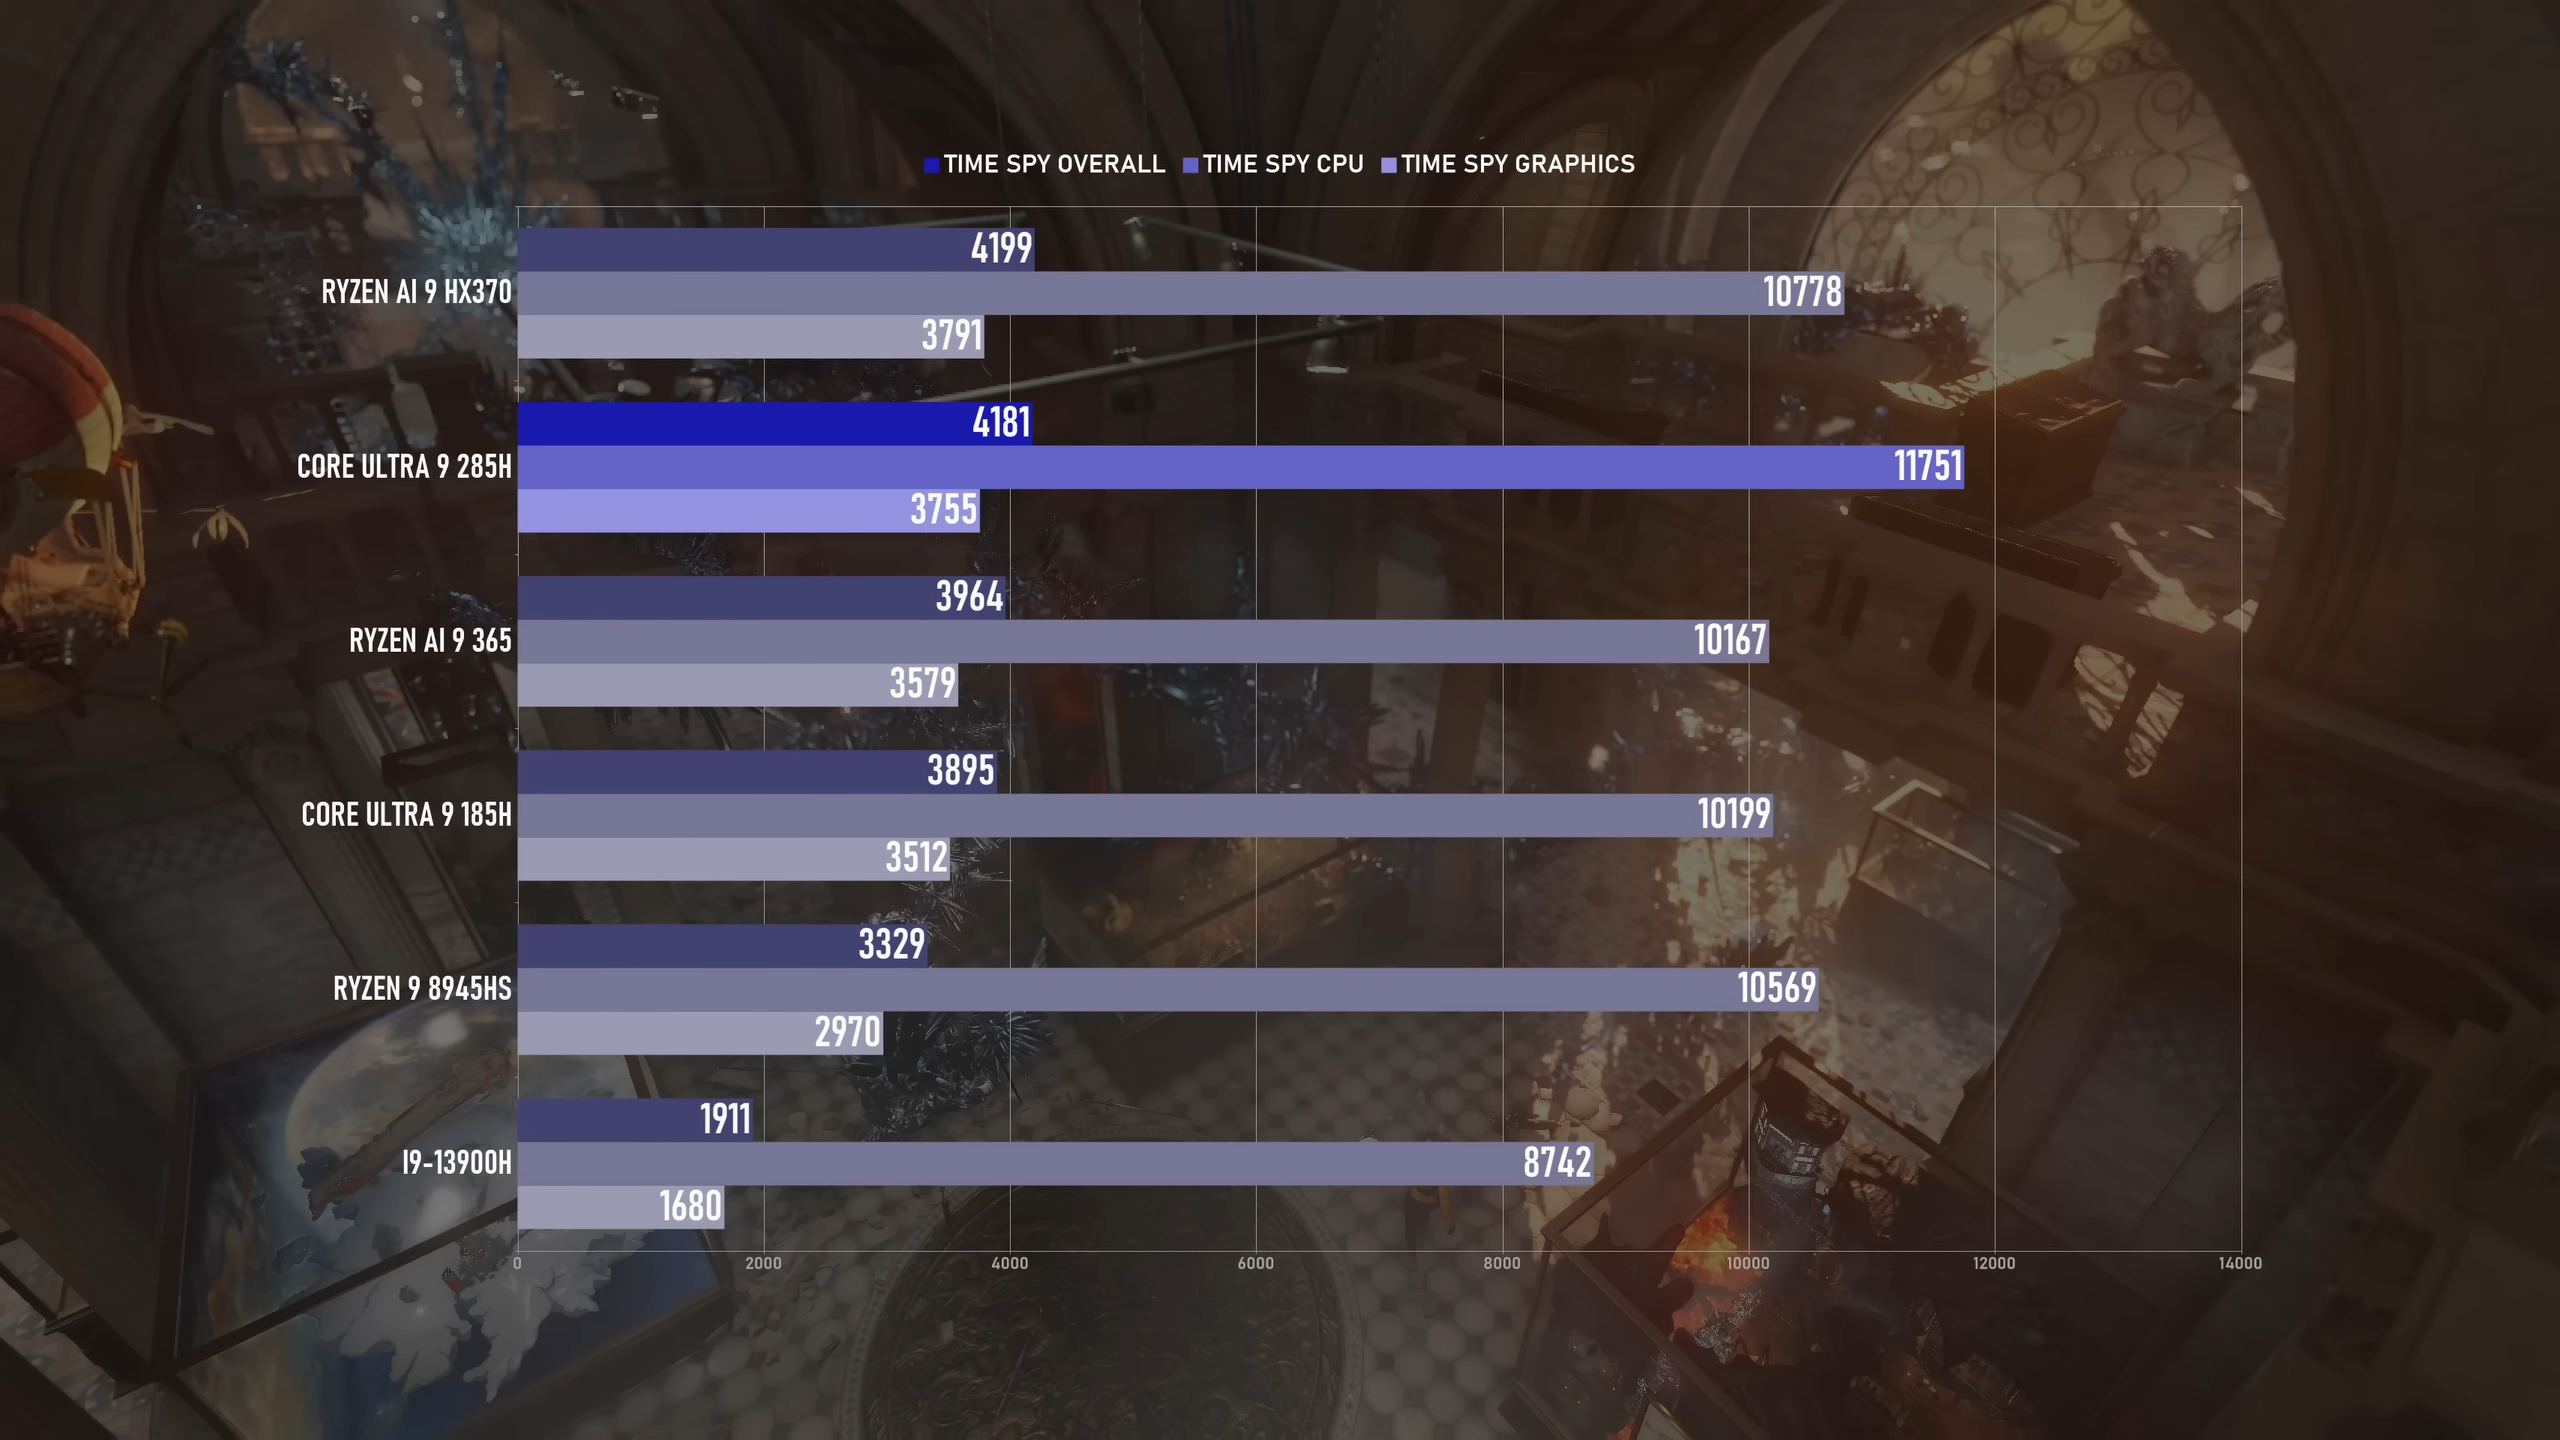 TIME SPY OVERALL TIME SPY CPU TIME SPY GRAPHICS
4199
RYZEN AI 9 HX370 10778
3791
4181
CORE ULTRA 9 285H 11751
3755
3964
RYZEN AI 9 365 10167
3579
3895
CORE ULTRA 9 185H 10199
3512
3329
RYZEN 9 8945HS 10569
2970
1911
I9-13900H 8742
1680
0 2000 4000 6000 8000 10000 12000 14000